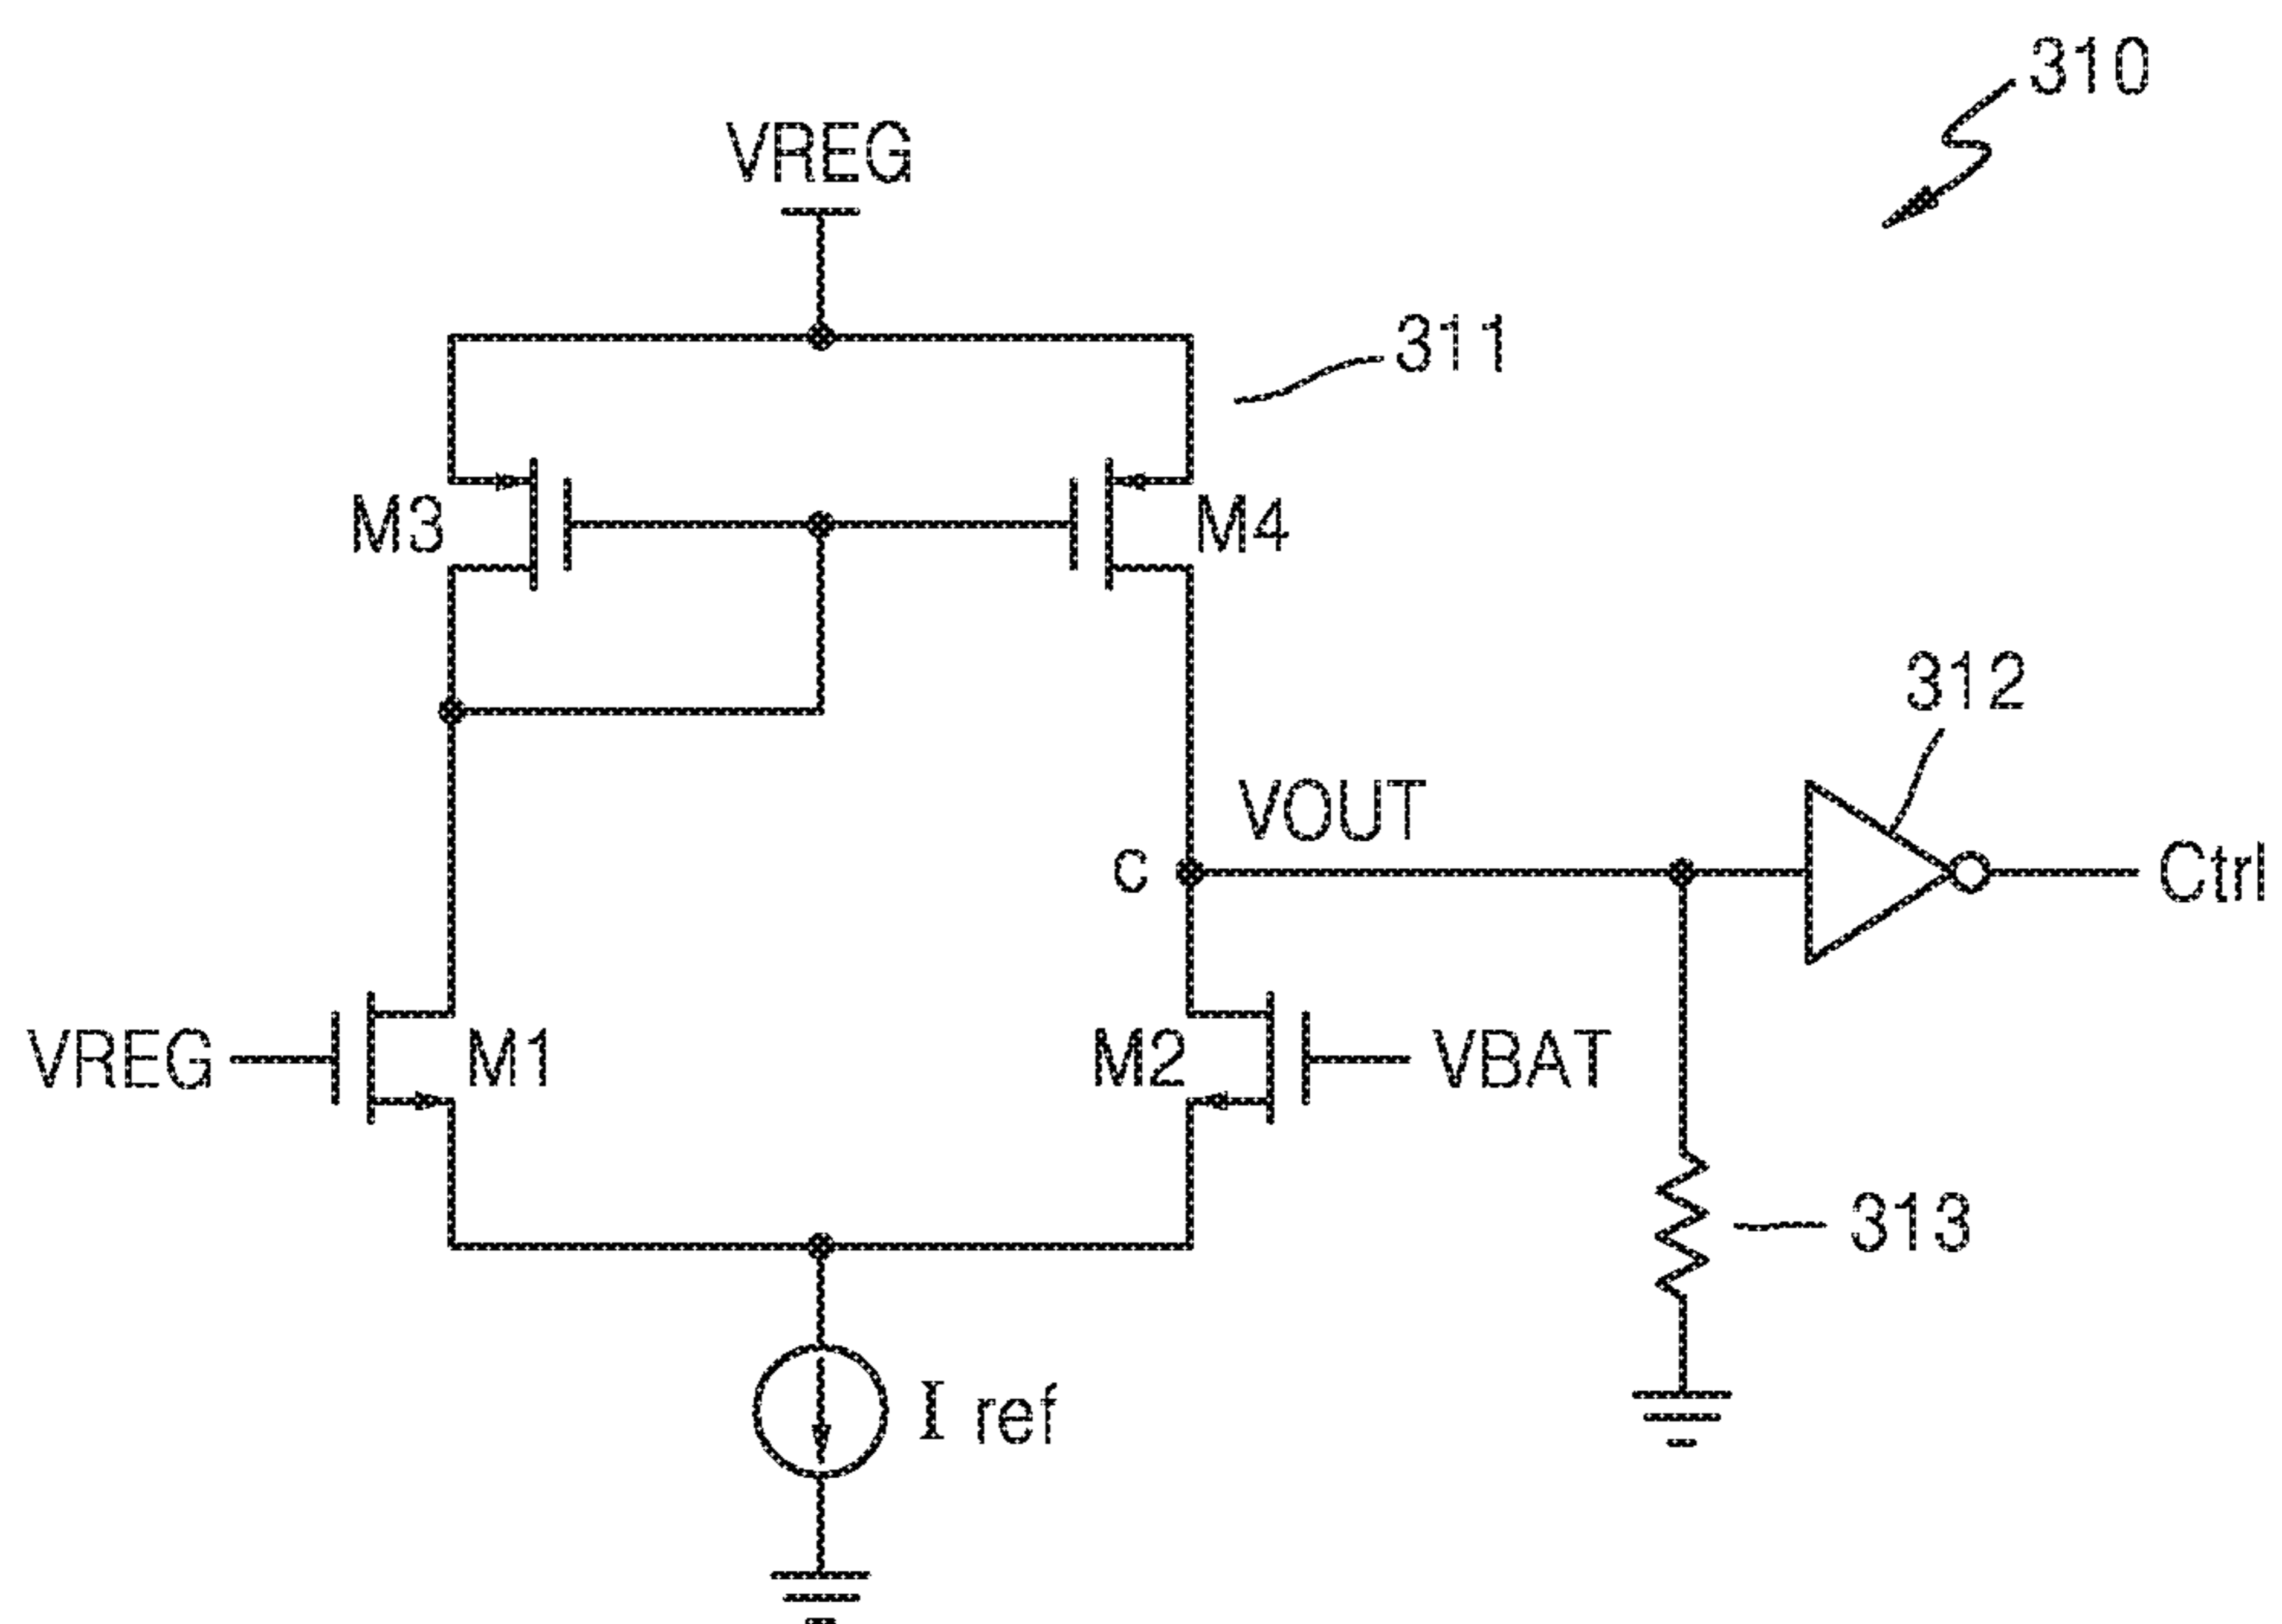 310
VREG
311
M3
M4
312
VOUT
C
Ctrl
VREG
M1
M2
VBAT
313
I ref